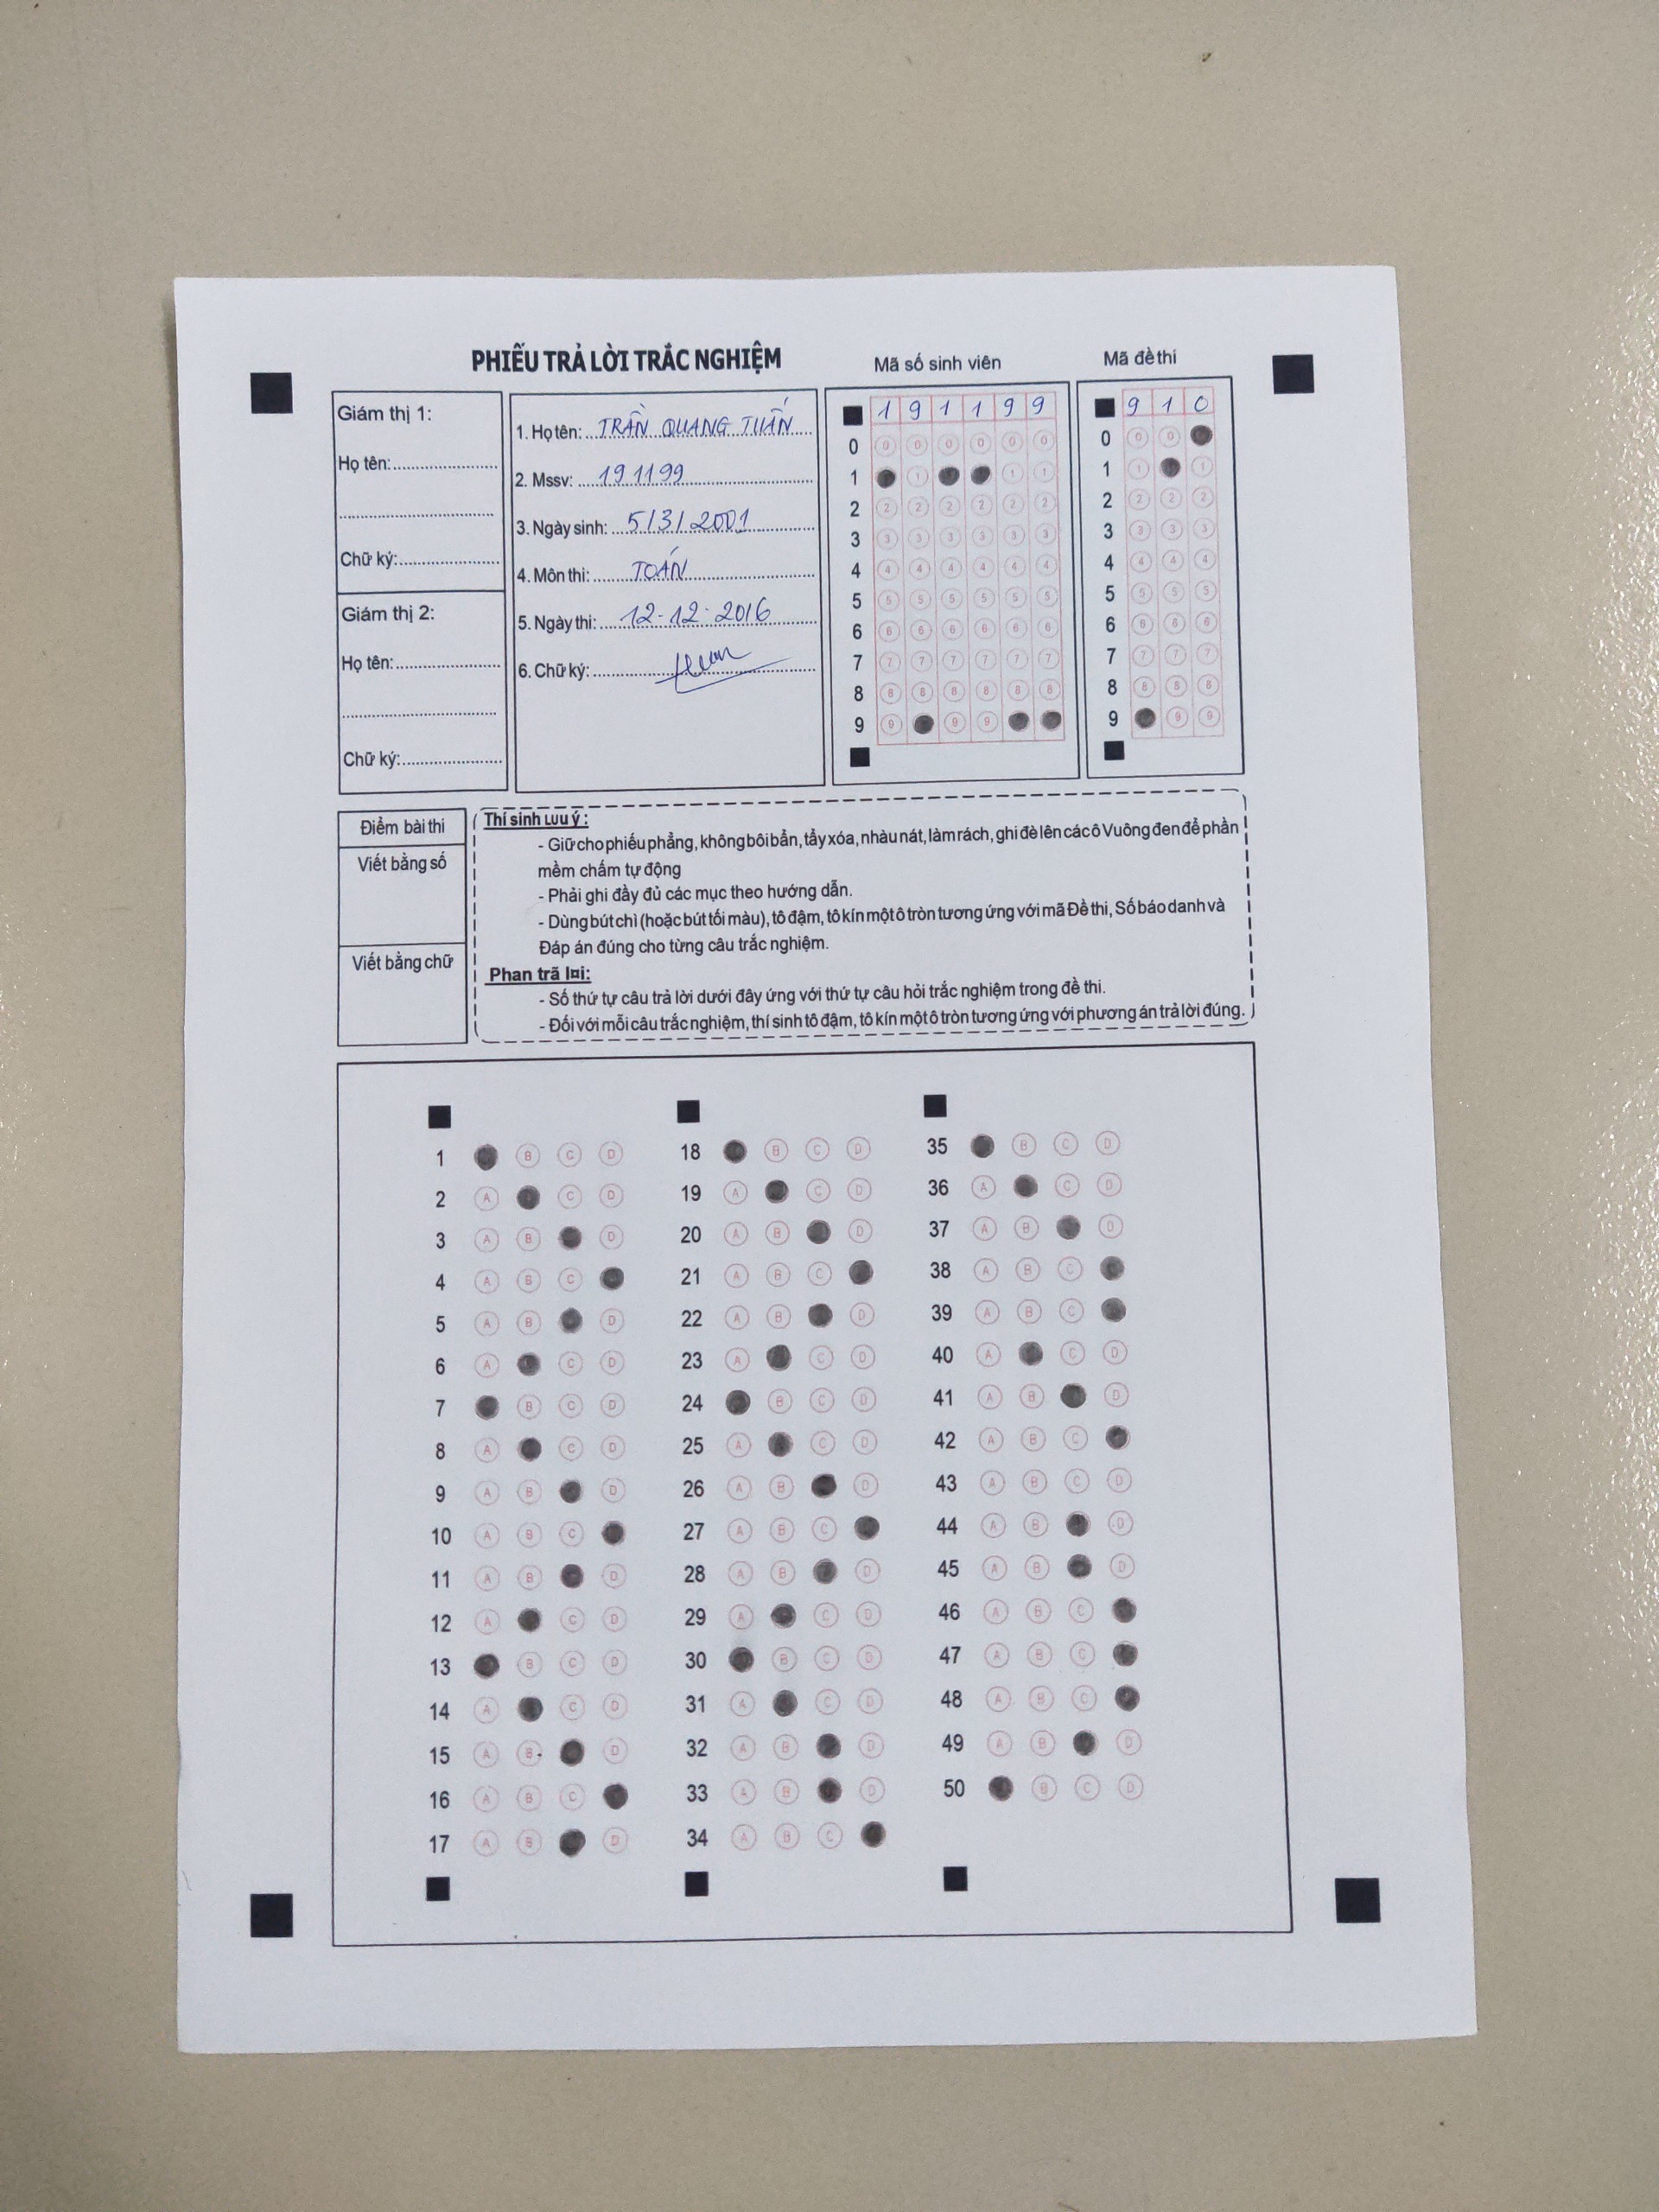 PHIẾU TRẢ LỜI TRẮC NGHIỆM
Giám thị 1:
Họ tên:
Chữ ký:
Giám thị 2:
Họ tên:
Chữ ký:
1. Họ tên: TRẦN QUANG TUẤN
2. Mssv: 191199
3. Ngày sinh: 5/3/2001
4. Môn thi: TOÁN
5. Ngày thi: 12-12-2016
6. Chữ ký:
Mã số sinh viên
1 9 1 1 9 9
0 0 0 0 0 0 0
1 1 1 1
2 2 2 2 2 2 2
3 3 3 3 3 3 3
4 4 4 4 4 4 4
5 5 5 5 5 5 5
6 6 6 6 6 6 6
7 7 7 7 7 7 7
8 8 8 8 8 8 8
9 9 9 9
Mã đề thi
9 1 0
0 0 0
1 1 1
2 2 2 2
3 3 3 3
4 4 4 4
5 5 5 5
6 6 6 6
7 7 7 7
8 8 8 8
9 9 9
Điểm bài thi
Viết bằng số
Viết bằng chữ
Thí sinh Lưu ý :
- Giữ cho phiếu phẳng, không bôi bẩn, tẩy xóa, nhàu nát, làm rách, ghi đè lên các ô Vuông đen để phần
mềm chấm tự động
- Phải ghi đầy đủ các mục theo hướng dẫn.
- Dùng bút chì (hoặc bút tối màu), tô đậm, tô kín một ô tròn tương ứng với mã Đề thi, Số báo danh và
Đáp án đúng cho từng câu trắc nghiệm.
Phan trã l¤i:
- Số thứ tự câu trả lời dưới đây ứng với thứ tự câu hỏi trắc nghiệm trong đề thi.
- Đối với mỗi câu trắc nghiệm, thí sinh tô đậm, tô kín một ô tròn tương ứng với phương án trả lời đúng.
1 B C D
2 A C D
3 A B D
4 A B C
5 A B D
6 A C D
7 B C D
8 A C D
9 A B D
10 A B C
11 A B D
12 A C D
13 B C D
14 A C D
15 A B D
16 A B C
17 A B D
18 B C D
19 A C D
20 A B D
21 A B C
22 A B D
23 A C D
24 B C D
25 A C D
26 A B D
27 A B C
28 A B D
29 A C D
30 B C D
31 A C D
32 A B D
33 A B D
34 A B C
35 B C D
36 A C D
37 A B D
38 A B C
39 A B C
40 A C D
41 A B D
42 A B C
43 A B C D
44 A B D
45 A B D
46 A B C
47 A B C
48 A B C
49 A B D
50 B C D